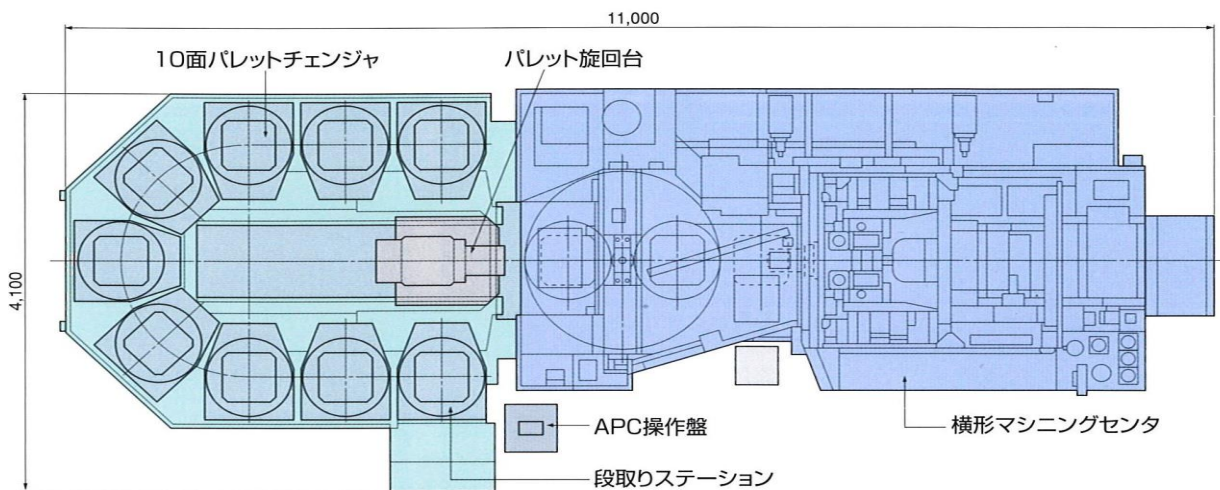 11,000
10面パレットチェンジャ
パレット旋回台
4,100
APC操作盤
横形マシニングセンタ
段取りステーション